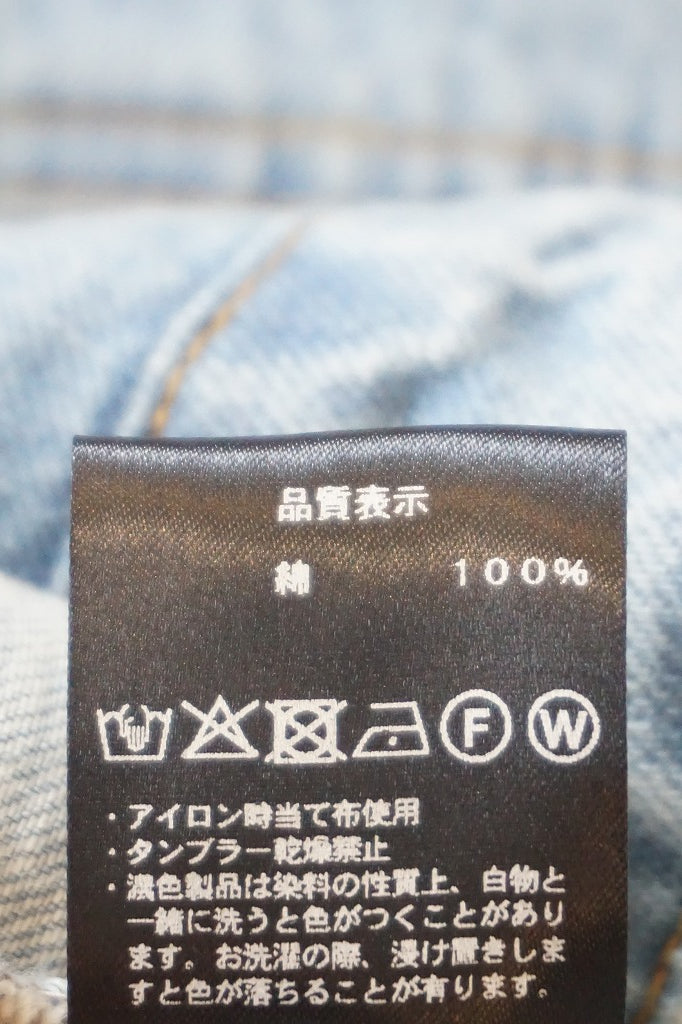 品質表示
綿 100%
F W
・アイロン時当て布使用
・タンブラー乾燥禁止
・濃色製品は染料の性質上、白物と
一緒に洗うと色がつくことがあり
ます。お洗濯の際、浸け置きしま
すと色が落ちることが有ります。